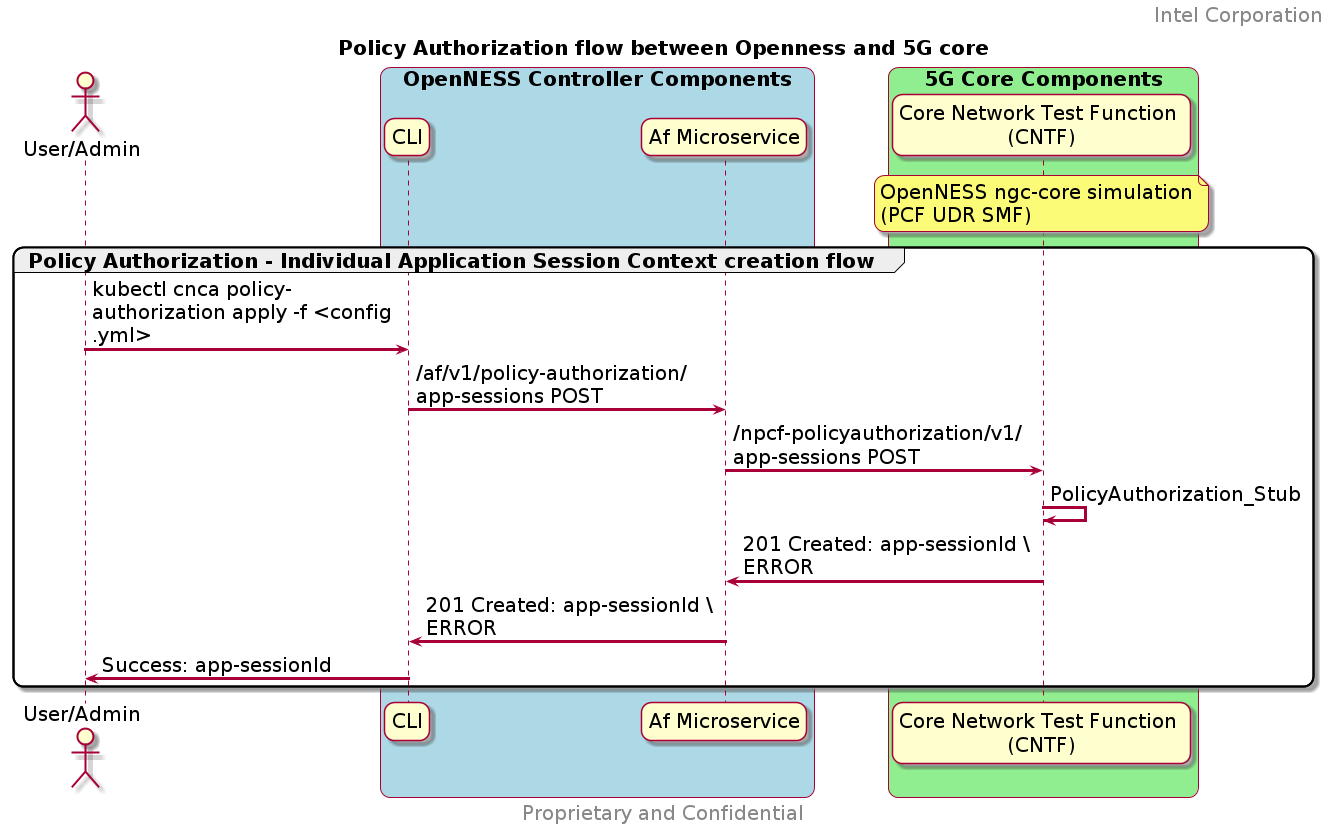 Intel Corporation
Policy Authorization flow between Openness and 5G core
OpenNESS Controller Components
5G Core Components
User/Admin
CLI
Af Microservice
Core Network Test Function
(CNTF)
OpenNESS ngc-core simulation
(PCF UDR SMF)
Policy Authorization - Individual Application Session Context creation flow
kubectl cnca policy-
authorization apply -f <config
.yml>
/af/v1/policy-authorization/
app-sessions POST
/npcf-policyauthorization/v1/
app-sessions POST
PolicyAuthorization_Stub
201 Created: app-sessionId \
ERROR
201 Created: app-sessionId \
ERROR
Success: app-sessionId
User/Admin
CLI
Af Microservice
Core Network Test Function
(CNTF)
Proprietary and Confidential